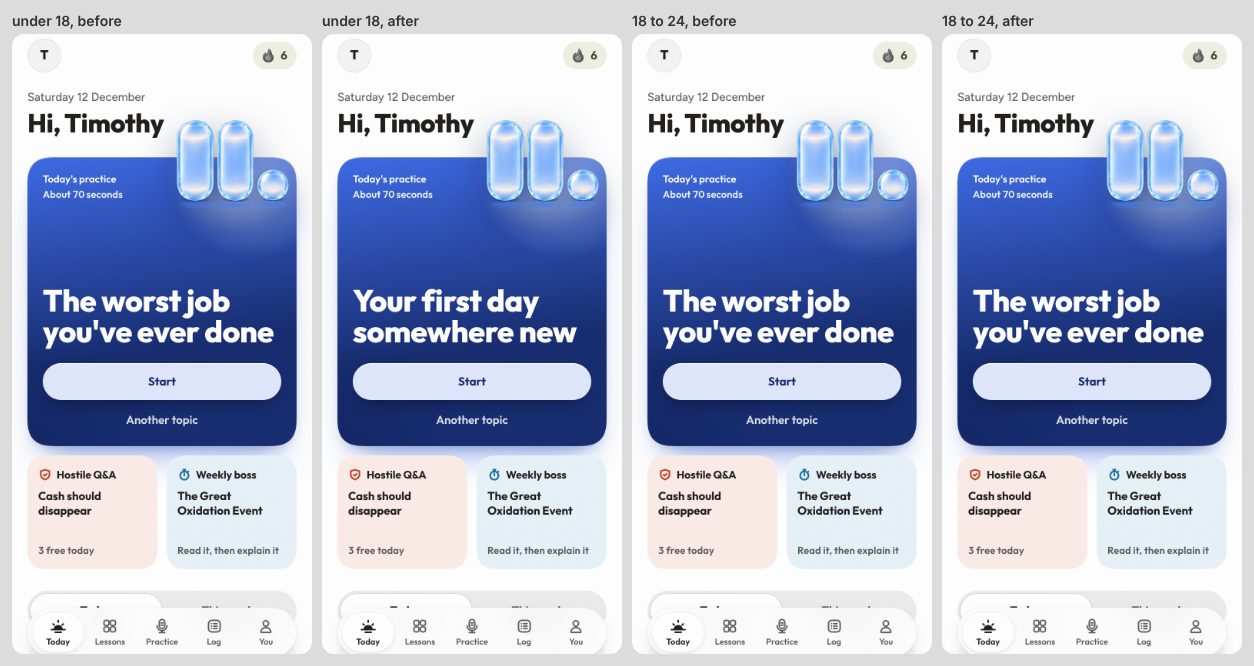 under 18, before
T
6
Saturday 12 December
Hi, Timothy
Today's practice
About 70 seconds
The worst job
you've ever done
Start
Another topic
Hostile Q&A
Cash should
disappear
3 free today
Weekly boss
The Great
Oxidation Event
Read it, then explain it
Today
Lessons
Practice
Log
You
under 18, after
T
6
Saturday 12 December
Hi, Timothy
Today's practice
About 70 seconds
Your first day
somewhere new
Start
Another topic
Hostile Q&A
Cash should
disappear
3 free today
Weekly boss
The Great
Oxidation Event
Read it, then explain it
Today
Lessons
Practice
Log
You
18 to 24, before
T
6
Saturday 12 December
Hi, Timothy
Today's practice
About 70 seconds
The worst job
you've ever done
Start
Another topic
Hostile Q&A
Cash should
disappear
3 free today
Weekly boss
The Great
Oxidation Event
Read it, then explain it
Today
Lessons
Practice
Log
You
18 to 24, after
T
6
Saturday 12 December
Hi, Timothy
Today's practice
About 70 seconds
The worst job
you've ever done
Start
Another topic
Hostile Q&A
Cash should
disappear
3 free today
Weekly boss
The Great
Oxidation Event
Read it, then explain it
Today
Lessons
Practice
Log
You